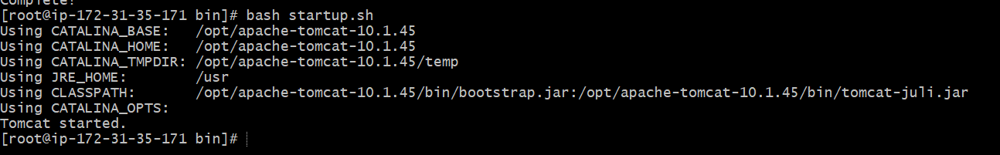 Complete!
[root@ip-172-31-35-171 bin]# bash startup.sh
Using CATALINA_BASE:   /opt/apache-tomcat-10.1.45
Using CATALINA_HOME:   /opt/apache-tomcat-10.1.45
Using CATALINA_TMPDIR: /opt/apache-tomcat-10.1.45/temp
Using JRE_HOME:        /usr
Using CLASSPATH:       /opt/apache-tomcat-10.1.45/bin/bootstrap.jar:/opt/apache-tomcat-10.1.45/bin/tomcat-juli.jar
Using CATALINA_OPTS:
Tomcat started.
[root@ip-172-31-35-171 bin]#